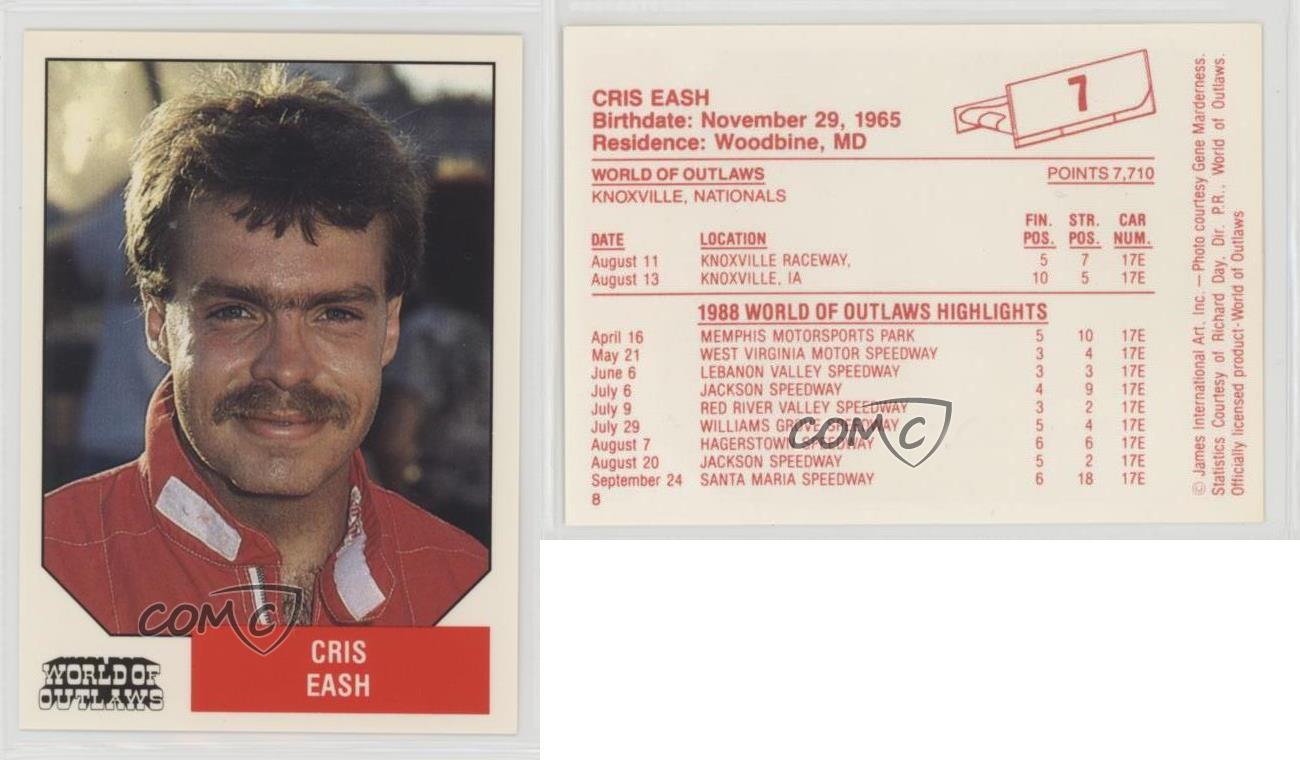 COMC
CRIS
EASH
WORLD OF
OUTLAWS
7
CRIS EASH
Birthdate: November 29, 1965
Residence: Woodbine, MD
WORLD OF OUTLAWS POINTS 7,710
KNOXVILLE, NATIONALS
FIN. STR. CAR
DATE LOCATION POS. POS. NUM.
August 11 KNOXVILLE RACEWAY, 5 7 17E
August 13 KNOXVILLE, IA 10 5 17E
1988 WORLD OF OUTLAWS HIGHLIGHTS
April 16 MEMPHIS MOTORSPORTS PARK 5 10 17E
May 21 WEST VIRGINIA MOTOR SPEEDWAY 3 4 17E
June 6 LEBANON VALLEY SPEEDWAY 3 3 17E
July 6 JACKSON SPEEDWAY 4 9 17E
July 9 RED RIVER VALLEY SPEEDWAY 3 2 17E
July 29 WILLIAMS GROVE SPEEDWAY 5 4 17E
August 7 HAGERSTOWN SPEEDWAY 6 6 17E
August 20 JACKSON SPEEDWAY 5 2 17E
September 24 SANTA MARIA SPEEDWAY 6 18 17E
8
COMC
© James International Art, Inc. — Photo courtesy Gene Marderness.
Statistics Courtesy of Richard Day, Dir. P.R., World of Outlaws.
Officially licensed product - World of Outlaws